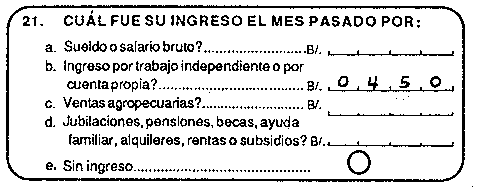 21. CUÁL FUE SU INGRESO EL MES PASADO POR:
a. Sueldo o salario bruto?........................B/.
b. Ingreso por trabajo independiente o por
cuenta propia?................................. B/. 0 4 5 0
c. Ventas agropecuarias?........................ B/.
d. Jubilaciones, pensiones, becas, ayuda
familiar, alquileres, rentas o subsidios? B/.
e. Sin ingreso.........................................